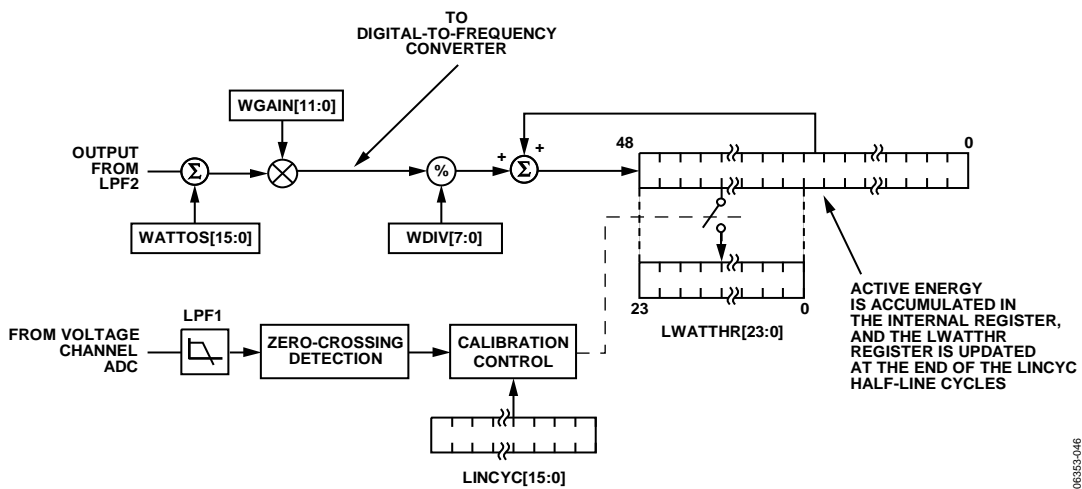 TO
DIGITAL-TO-FREQUENCY
CONVERTER
WGAIN[11:0]
OUTPUT
FROM
LPF2
Σ
%
+
+
Σ
48
0
WATTOS[15:0]
WDIV[7:0]
23
0
LWATTHR[23:0]
ACTIVE ENERGY
IS ACCUMULATED IN
THE INTERNAL REGISTER,
AND THE LWATTHR
REGISTER IS UPDATED
AT THE END OF THE LINCYC
HALF-LINE CYCLES
FROM VOLTAGE
CHANNEL
ADC
LPF1
ZERO-CROSSING
DETECTION
CALIBRATION
CONTROL
LINCYC[15:0]
06353-046